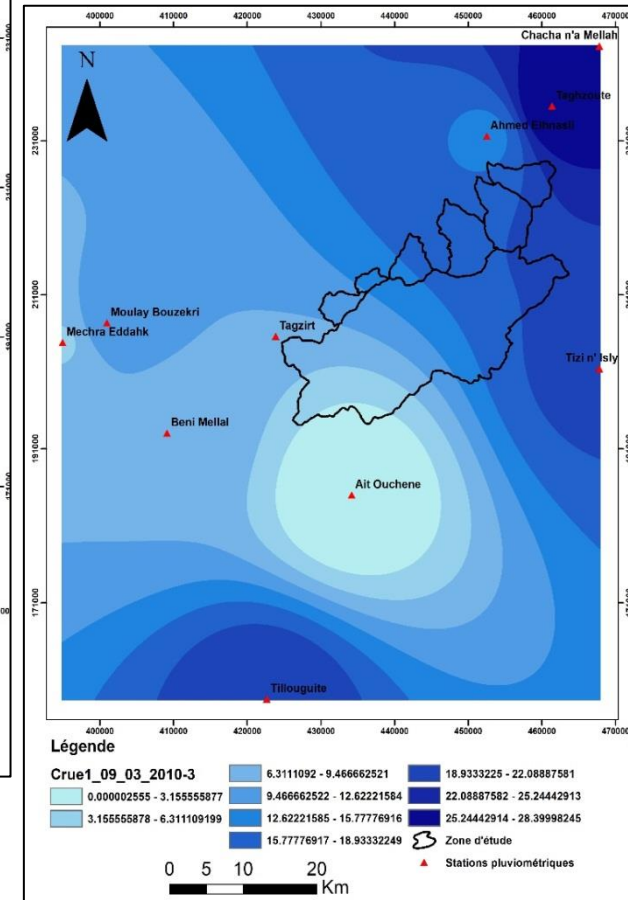 400000 410000 420000 430000 440000 450000 460000 470000
Chacha n'a Mellah
N
Taghzoute
Ahmed Elhnasli
231000
211000
Moulay Bouzekri
Mechra Eddahk
Tagzirt
Tizi n' Isly
Beni Mellal
191000
Ait Ouchene
171000
Tillouguite
400000 410000 420000 430000 440000 450000 460000 470000
Légende
Crue1_09_03_2010-3
0.000002555 - 3.155555877
3.155555878 - 6.311109199
6.3111092 - 9.466662521
9.466662522 - 12.62221584
12.62221585 - 15.77776916
15.77776917 - 18.93332249
18.9333225 - 22.08887581
22.08887582 - 25.24442913
25.24442914 - 28.39998245
Zone d'étude
Stations pluviométriques
0 5 10 20
Km